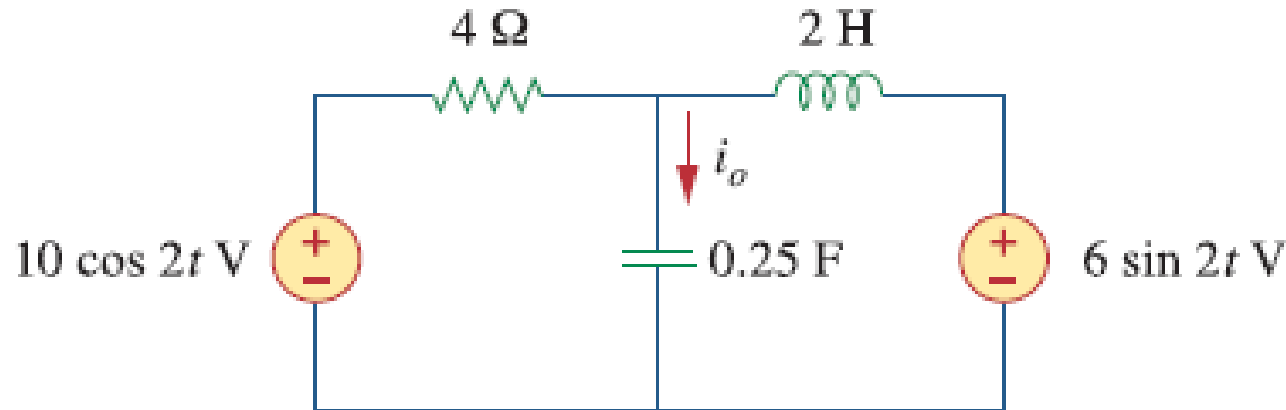 4 Ω
2 H
i_o
10 cos 2t V
+
−
0.25 F
+
−
6 sin 2t V